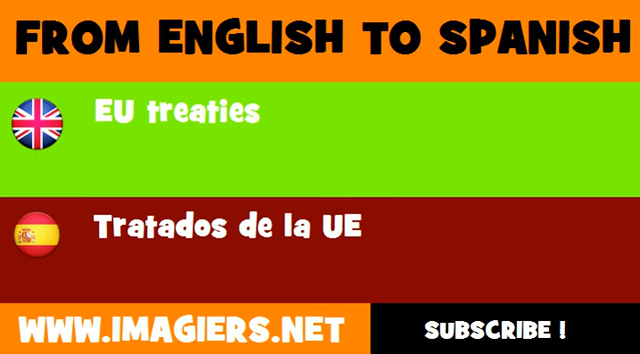 FROM ENGLISH TO SPANISH
EU treaties
Tratados de la UE
WWW.IMAGIERS.NET
SUBSCRIBE !